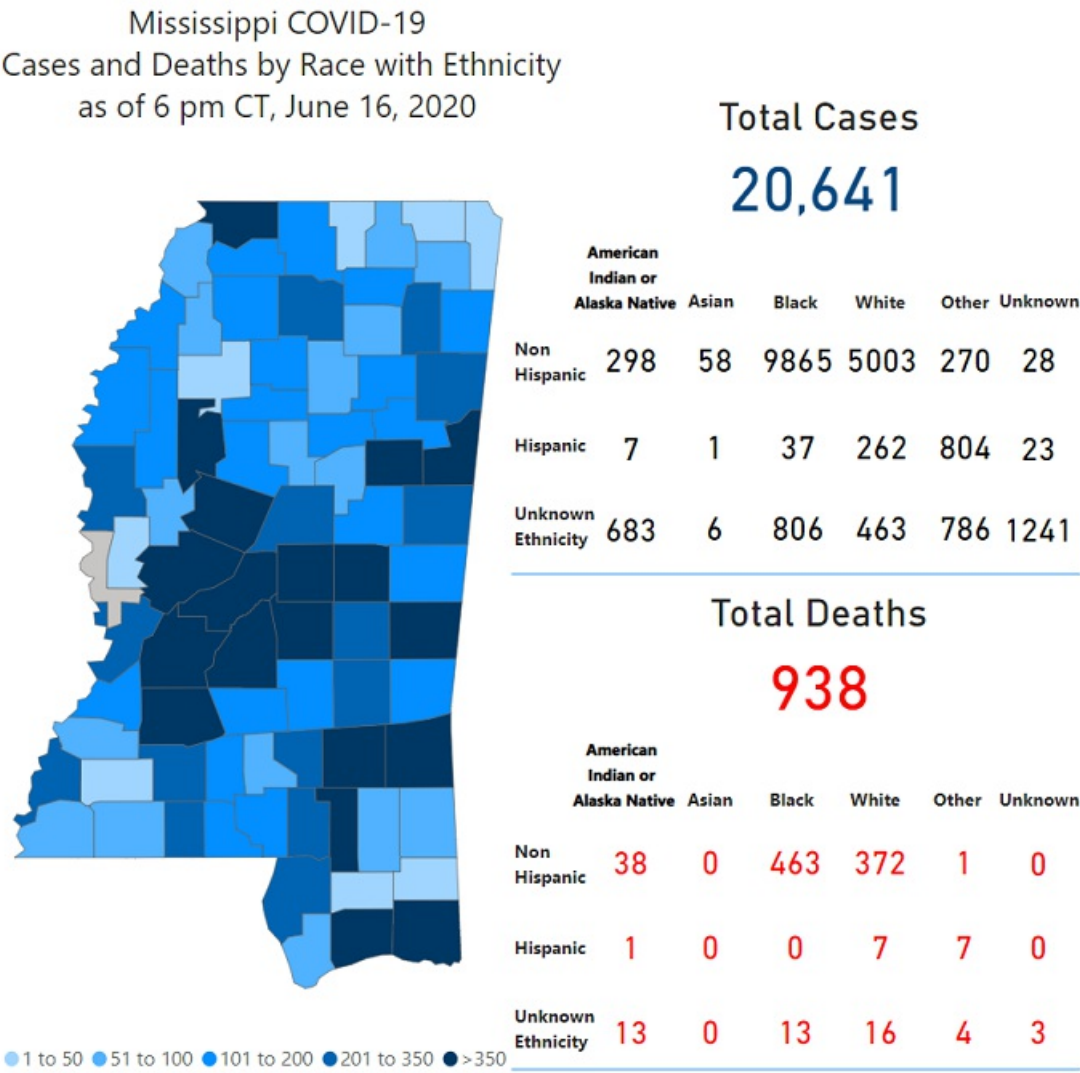 Mississippi COVID-19
Cases and Deaths by Race with Ethnicity
as of 6 pm CT, June 16, 2020
Total Cases
20,641
American
Indian or
Alaska Native Asian Black White Other Unknown
Non
Hispanic 298 58 9865 5003 270 28
Hispanic 7 1 37 262 804 23
Unknown
Ethnicity 683 6 806 463 786 1241
Total Deaths
938
American
Indian or
Alaska Native Asian Black White Other Unknown
Non
Hispanic 38 0 463 372 1 0
Hispanic 1 0 0 7 7 0
Unknown
Ethnicity 13 0 13 16 4 3
1 to 50 51 to 100 101 to 200 201 to 350 >350